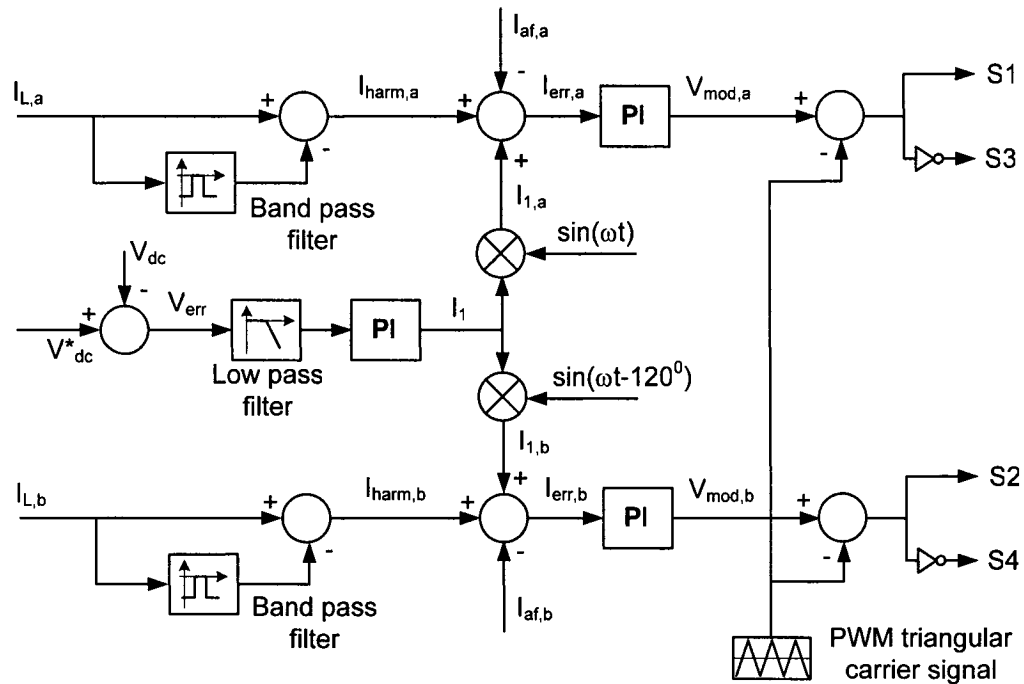 I_af,a
-
S1
I_L,a
+
I_harm,a
+
I_err,a
PI
V_mod,a
+
-
+
-
S3
I_1,a
Band pass
filter
sin(ωt)
V_dc
-
+
V_err
PI
I_1
V*_dc
Low pass
filter
sin(ωt-120⁰)
I_1,b
S2
I_L,b
+
I_harm,b
+
+
I_err,b
PI
V_mod,b
+
-
-
-
S4
Band pass
filter
I_af,b
PWM triangular
carrier signal